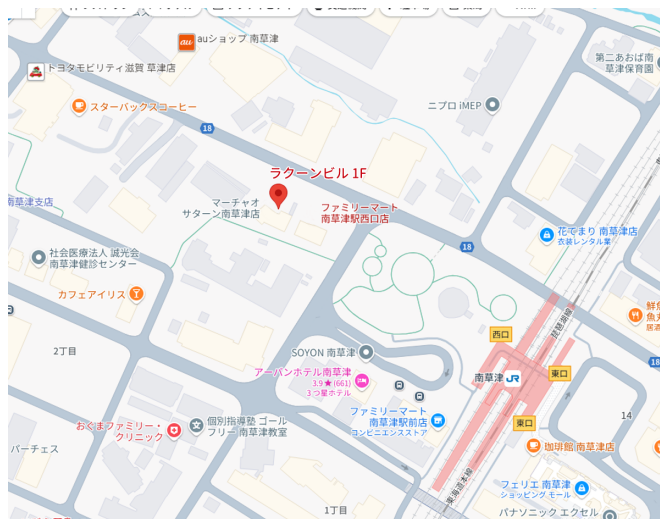 auショップ 南草津
au
トヨタモビリティ滋賀 草津店
第二あおば南
草津保育園
スターバックスコーヒー
ニプロ iMEP
18
ラクーンビル 1F
マーチャオ
サターン南草津店
ファミリーマート
南草津駅西口店
南草津支店
花てまり 南草津店
衣装レンタル業
18
社会医療法人 誠光会
南草津健診センター
カフェアイリス
琵琶湖線
西口
2丁目
SOYON 南草津
18
アーバンホテル南草津
3.9★(661)
3つ星ホテル
南草津
JR
東口
ファミリーマート
南草津駅前店
コンビニエンスストア
東口
14
おぐまファミリー・
クリニック
個別指導塾 ゴール
フリー 南草津教室
珈琲館 南草津店
パーチェス
東海道本線
フェリエ 南草津
ショッピング モール
1丁目
パナソニック エクセル